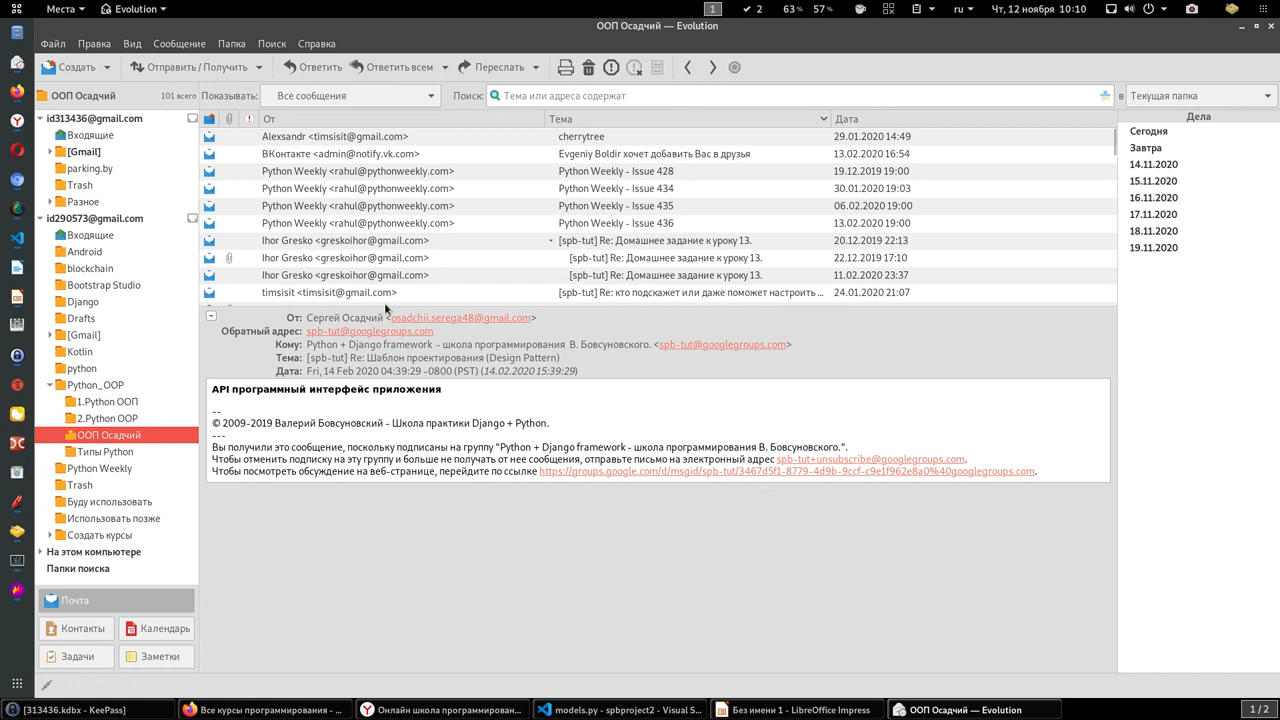 Места
Evolution
1
2
63 %
57 %
ru
Чт, 12 ноября
10:10
ООП Осадчий — Evolution
Файл
Правка
Вид
Сообщение
Папка
Поиск
Справка
Создать
Отправить / Получить
Ответить
Ответить всем
Переслать
ООП Осадчий
101 всего
Показывать:
Все сообщения
Поиск:
Тема или адреса содержат
в
Текущая папка
id313436@gmail.com
Входящие
[Gmail]
parking.by
Trash
Разное
id290573@gmail.com
Входящие
Android
blockchain
Bootstrap Studio
Django
Drafts
[Gmail]
Kotlin
python
Python_OOP
1.Python ООП
2.Python OOP
ООП Осадчий
Типы Python
Python Weekly
Trash
Буду использовать
Использовать позже
Создать курсы
На этом компьютере
Папки поиска
Почта
Контакты
Календарь
Задачи
Заметки
От
Тема
Дата
Alexsandr <timsisit@gmail.com>
cherrytree
29.01.2020 14:49
ВКонтакте <admin@notify.vk.com>
Evgeniy Boldir хочет добавить Вас в друзья
13.02.2020 16:54
Python Weekly <rahul@pythonweekly.com>
Python Weekly - Issue 428
19.12.2019 19:00
Python Weekly <rahul@pythonweekly.com>
Python Weekly - Issue 434
30.01.2020 19:03
Python Weekly <rahul@pythonweekly.com>
Python Weekly - Issue 435
06.02.2020 19:00
Python Weekly <rahul@pythonweekly.com>
Python Weekly - Issue 436
13.02.2020 19:00
Ihor Gresko <greskoihor@gmail.com>
[spb-tut] Re: Домашнее задание к уроку 13.
20.12.2019 22:13
Ihor Gresko <greskoihor@gmail.com>
[spb-tut] Re: Домашнее задание к уроку 13.
22.12.2019 17:10
Ihor Gresko <greskoihor@gmail.com>
[spb-tut] Re: Домашнее задание к уроку 13.
11.02.2020 23:37
timsisit <timsisit@gmail.com>
[spb-tut] Re: кто подскажет или даже поможет настроить ...
24.01.2020 21:07
От: Сергей Осадчий <osadchii.serega48@gmail.com>
Обратный адрес: spb-tut@googlegroups.com
Кому: Python + Django framework - школа программирования В. Бовсуновского. <spb-tut@googlegroups.com>
Тема: [spb-tut] Re: Шаблон проектирования (Design Pattern)
Дата: Fri, 14 Feb 2020 04:39:29 -0800 (PST) (14.02.2020 15:39:29)
API программный интерфейс приложения
--
© 2009-2019 Валерий Бовсуновский - Школа практики Django + Python.
---
Вы получили это сообщение, поскольку подписаны на группу "Python + Django framework - школа программирования В. Бовсуновского.".
Чтобы отменить подписку на эту группу и больше не получать от нее сообщения, отправьте письмо на электронный адрес spb-tut+unsubscribe@googlegroups.com.
Чтобы посмотреть обсуждение на веб-странице, перейдите по ссылке https://groups.google.com/d/msgid/spb-tut/3467d5f1-8779-4d9b-9ccf-c9e1f962e8a0%40googlegroups.com.
Дела
Сегодня
Завтра
14.11.2020
15.11.2020
16.11.2020
17.11.2020
18.11.2020
19.11.2020
[313436.kdbx - KeePass]
Все курсы программирования - ...
Онлайн школа программирован...
models.py - spbproject2 - Visual S...
Без имени 1 - LibreOffice Impress
ООП Осадчий — Evolution
1 / 2